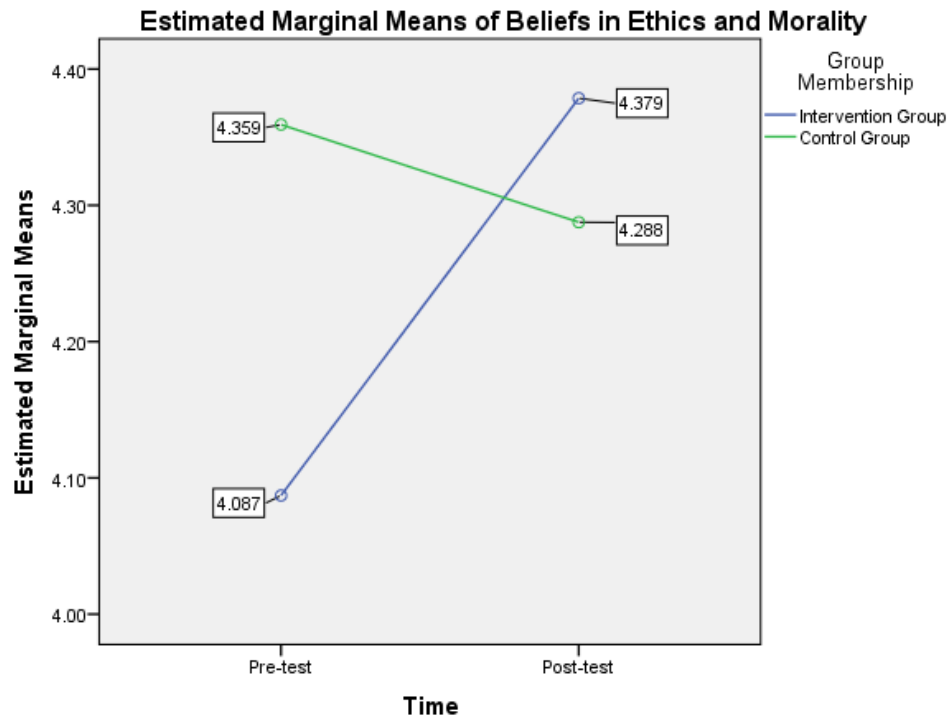 Estimated Marginal Means of Beliefs in Ethics and Morality
Group
Membership
Intervention Group
Control Group
Estimated Marginal Means
4.40
4.30
4.20
4.10
4.00
4.359
4.087
4.379
4.288
Pre-test
Post-test
Time